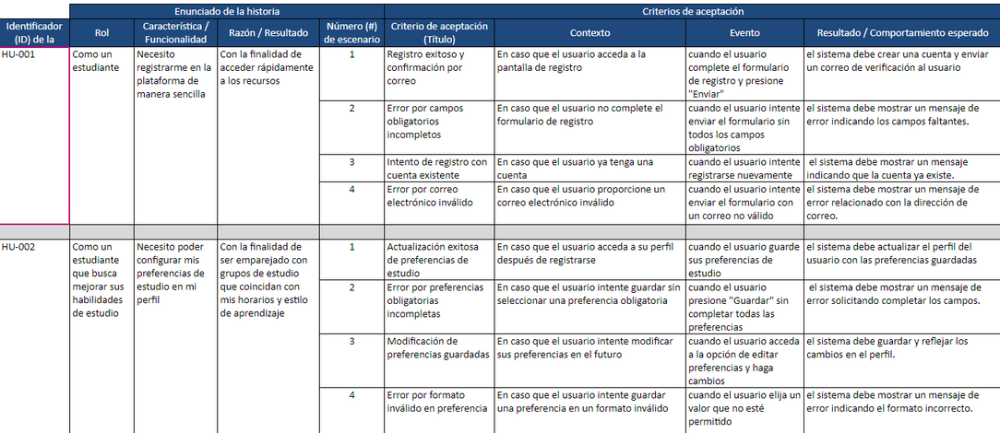 Enunciado de la historia
Criterios de aceptación
Identificador
(ID) de la
Rol
Característica /
Funcionalidad
Razón / Resultado
Número (#)
de escenario
Criterio de aceptación
(Título)
Contexto
Evento
Resultado / Comportamiento esperado
HU-001
Como un
estudiante
Necesito
registrarme en la
plataforma de
manera sencilla
Con la finalidad de
acceder rápidamente
a los recursos
1
Registro exitoso y
confirmación por
correo
En caso que el usuario acceda a la
pantalla de registro
cuando el usuario
complete el formulario
de registro y presione
"Enviar"
el sistema debe crear una cuenta y enviar
un correo de verificación al usuario
2
Error por campos
obligatorios
incompletos
En caso que el usuario no complete el
formulario de registro
cuando el usuario intente
enviar el formulario sin
todos los campos
obligatorios
el sistema debe mostrar un mensaje de
error indicando los campos faltantes.
3
Intento de registro con
cuenta existente
En caso que el usuario ya tenga una
cuenta
cuando el usuario intente
registrarse nuevamente
el sistema debe mostrar un mensaje
indicando que la cuenta ya existe.
4
Error por correo
electrónico inválido
En caso que el usuario proporcione un
correo electrónico inválido
cuando el usuario intente
enviar el formulario con
un correo no válido
el sistema debe mostrar un mensaje de
error relacionado con la dirección de
correo.
HU-002
Como un
estudiante
que busca
mejorar sus
habilidades
de estudio
Necesito poder
configurar mis
preferencias de
estudio en mi
perfil
Con la finalidad de
ser emparejado con
grupos de estudio
que coincidan con
mis horarios y estilo
de aprendizaje
1
Actualización exitosa
de preferencias de
estudio
En caso que el usuario acceda a su perfil
después de registrarse
cuando el usuario guarde
sus preferencias de
estudio
el sistema debe actualizar el perfil del
usuario con las preferencias guardadas
2
Error por preferencias
obligatorias
incompletas
En caso que el usuario intente guardar sin
seleccionar una preferencia obligatoria
cuando el usuario
presione "Guardar" sin
completar todas las
preferencias
el sistema debe mostrar un mensaje de
error solicitando completar los campos.
3
Modificación de
preferencias guardadas
En caso que el usuario intente modificar
sus preferencias en el futuro
cuando el usuario acceda
a la opción de editar
preferencias y haga
cambios
el sistema debe guardar y reflejar los
cambios en el perfil.
4
Error por formato
inválido en preferencia
En caso que el usuario intente guardar
una preferencia en un formato inválido
cuando el usuario elija un
valor que no esté
permitido
el sistema debe mostrar un mensaje de
error indicando el formato incorrecto.